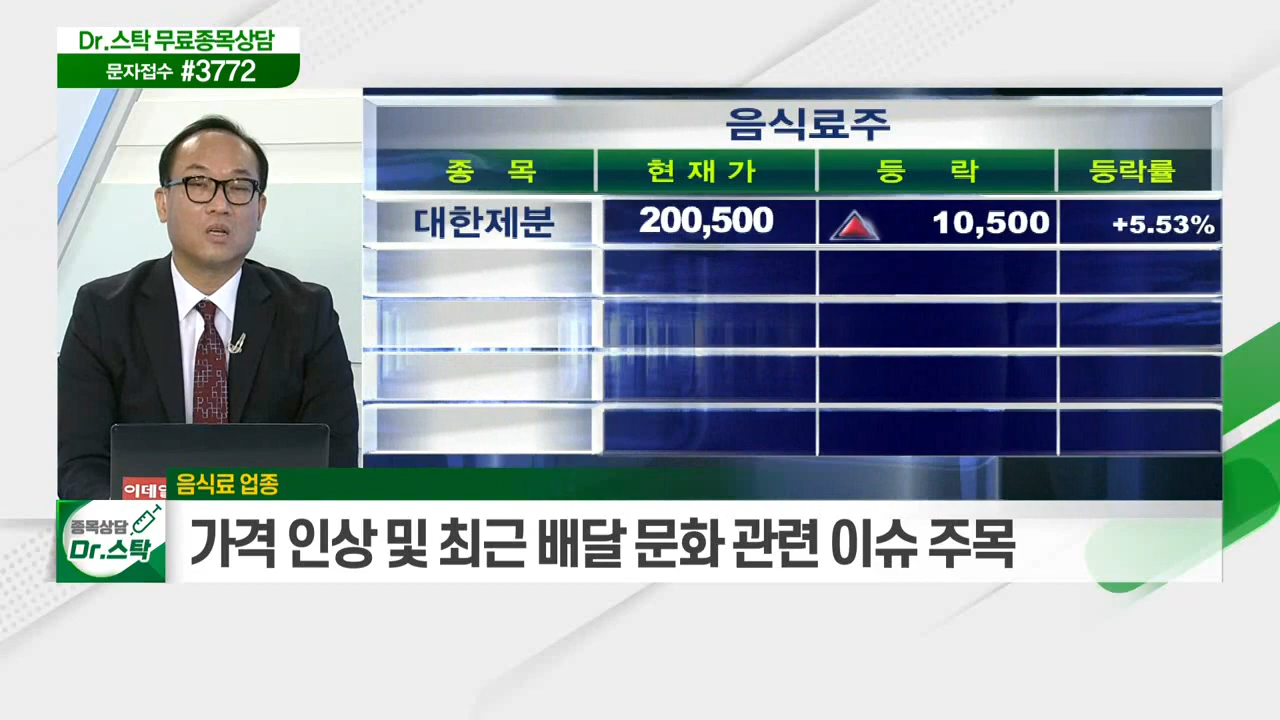 Dr.스탁 무료종목상담
문자접수 #3772
음식료주
종 목 현재가 등 락 등락률
대한제분 200,500 10,500 +5.53%
이데일
음식료 업종
종목상담
Dr.스탁
가격 인상 및 최근 배달 문화 관련 이슈 주목